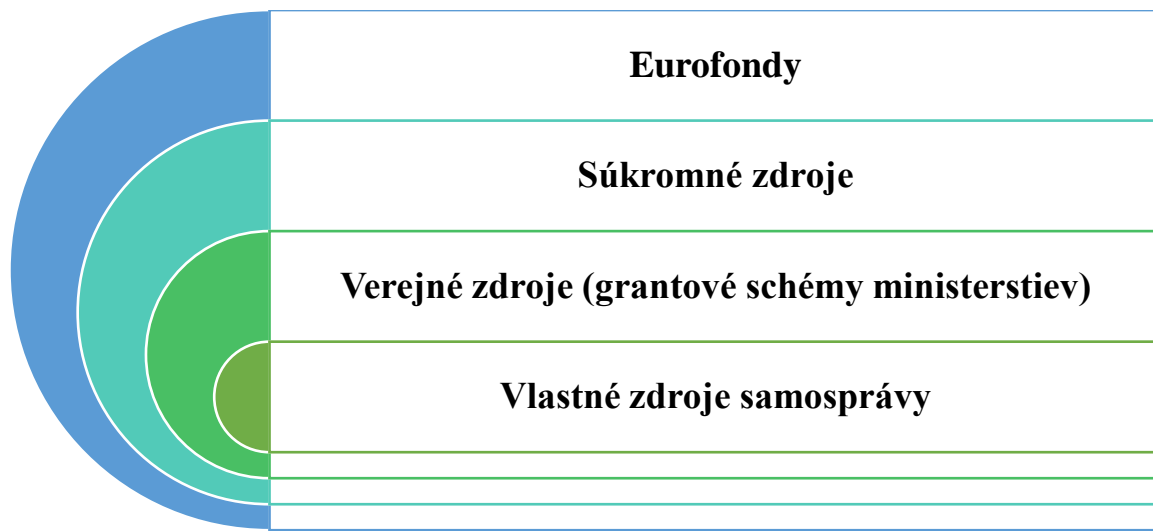 Eurofondy
Súkromné zdroje
Verejné zdroje (grantové schémy ministerstiev)
Vlastné zdroje samosprávy